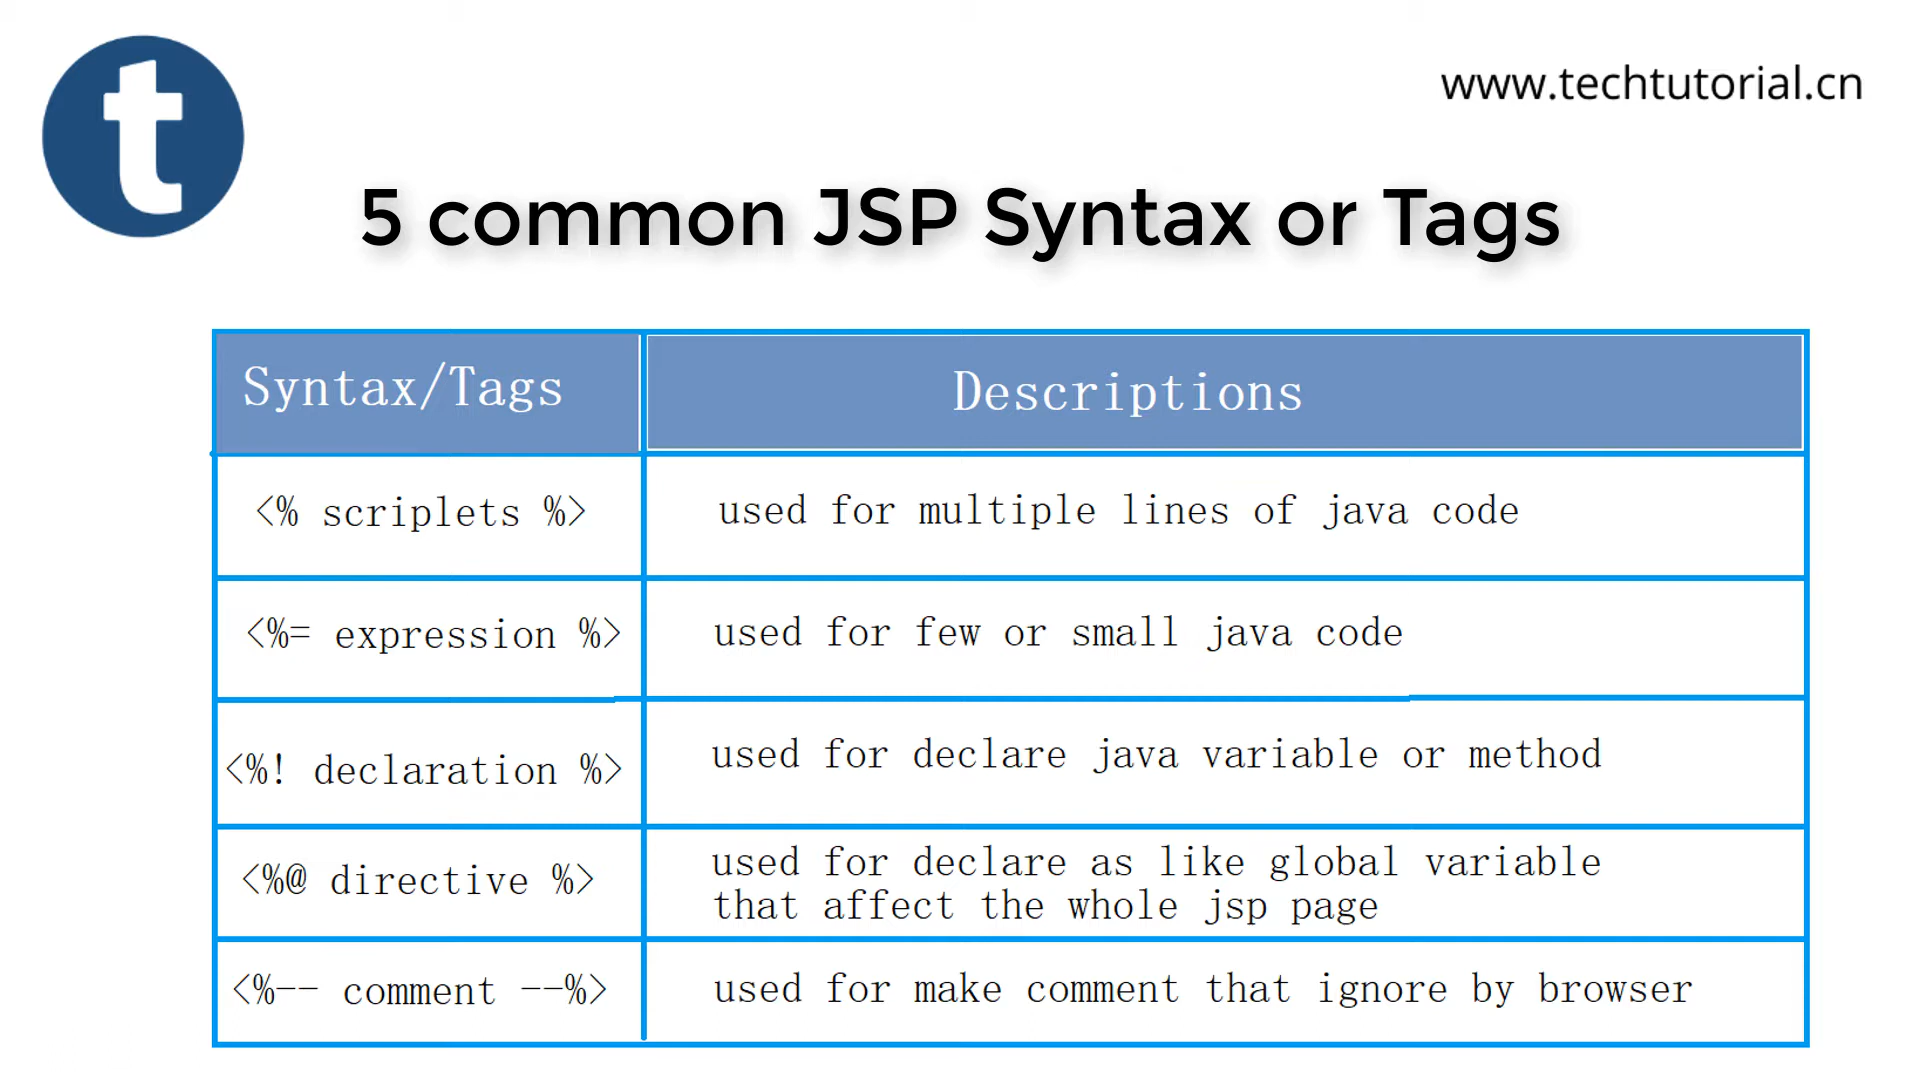 t
www.techtutorial.cn
5 common JSP Syntax or Tags
Syntax/Tags
Descriptions
<% scriplets %>
used for multiple lines of java code
<%= expression %>
used for few or small java code
<%! declaration %>
used for declare java variable or method
<%@ directive %>
used for declare as like global variable
that affect the whole jsp page
<%-- comment --%>
used for make comment that ignore by browser